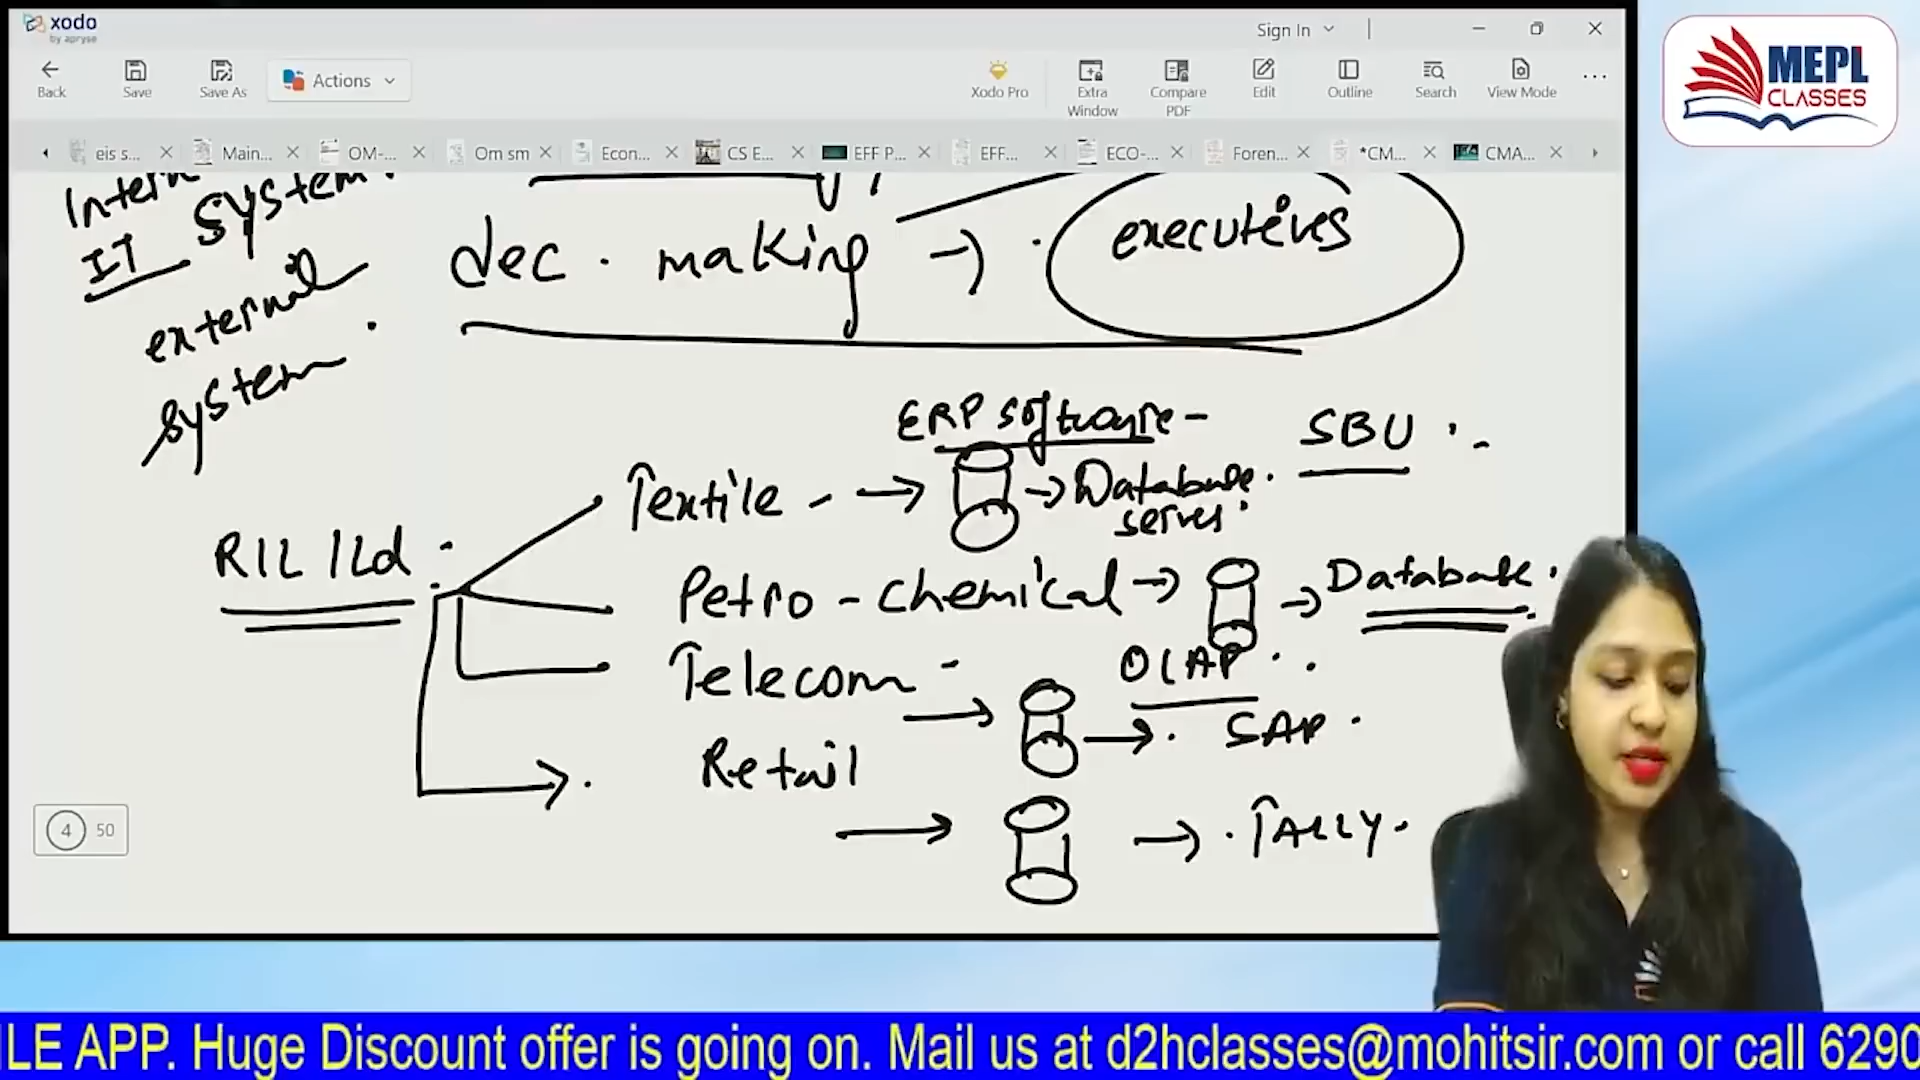 xodo
by apryse
Sign In
Back
Save
Save As
Actions
Xodo Pro
Extra Window
Compare PDF
Edit
Outline
Search
View Mode
eis s...
Main...
OM-...
Om sm
Econ...
CS E...
EFF P...
EFF...
ECO-...
Foren...
*CM...
CMA...
MEPL
CLASSES
IT System.
external
system
dec. making → executives
ERP software -
SBU
Textile - → → Database
server
RIL Ltd
Petro-chemical → → Database
Telecom -
OLAP
→ → SAP
Retail
→ → TALLY
4 50
ILE APP. Huge Discount offer is going on. Mail us at d2hclasses@mohitsir.com or call 6290